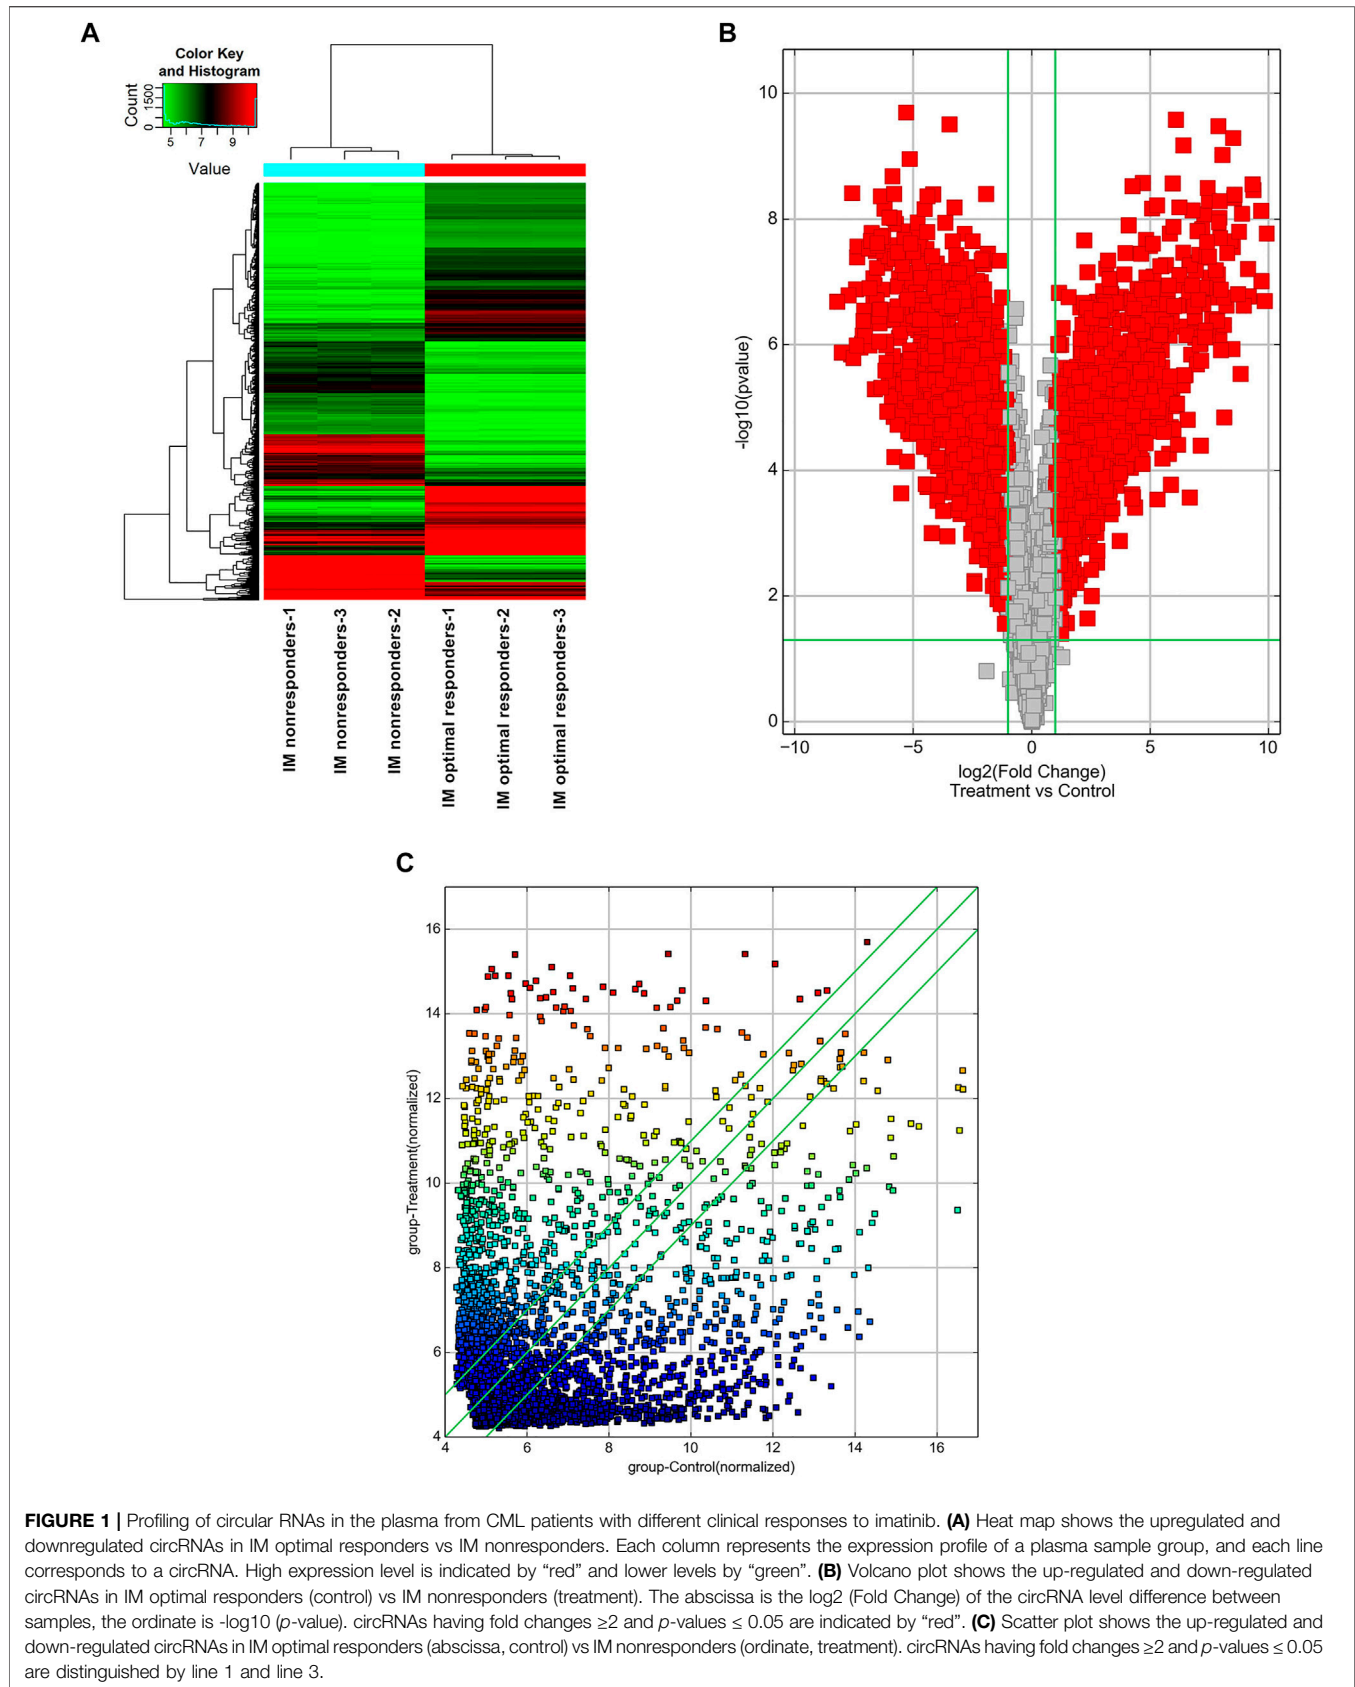 A
Color Key
and Histogram
Count
0 1500
5 7 9
Value
IM nonresponders-1
IM nonresponders-3
IM nonresponders-2
IM optimal responders-1
IM optimal responders-2
IM optimal responders-3
B
10
8
6
4
2
0
-log10(pvalue)
−10 −5 0 5 10
log2(Fold Change)
Treatment vs Control
C
16
14
12
10
8
6
4
group-Treatment(normalized)
4 6 8 10 12 14 16
group-Control(normalized)
FIGURE 1 | Profiling of circular RNAs in the plasma from CML patients with different clinical responses to imatinib. (A) Heat map shows the upregulated and
downregulated circRNAs in IM optimal responders vs IM nonresponders. Each column represents the expression profile of a plasma sample group, and each line
corresponds to a circRNA. High expression level is indicated by “red” and lower levels by “green”. (B) Volcano plot shows the up-regulated and down-regulated
circRNAs in IM optimal responders (control) vs IM nonresponders (treatment). The abscissa is the log2 (Fold Change) of the circRNA level difference between
samples, the ordinate is -log10 (p-value). circRNAs having fold changes ≥2 and p-values ≤ 0.05 are indicated by “red”. (C) Scatter plot shows the up-regulated and
down-regulated circRNAs in IM optimal responders (abscissa, control) vs IM nonresponders (ordinate, treatment). circRNAs having fold changes ≥2 and p-values ≤ 0.05
are distinguished by line 1 and line 3.